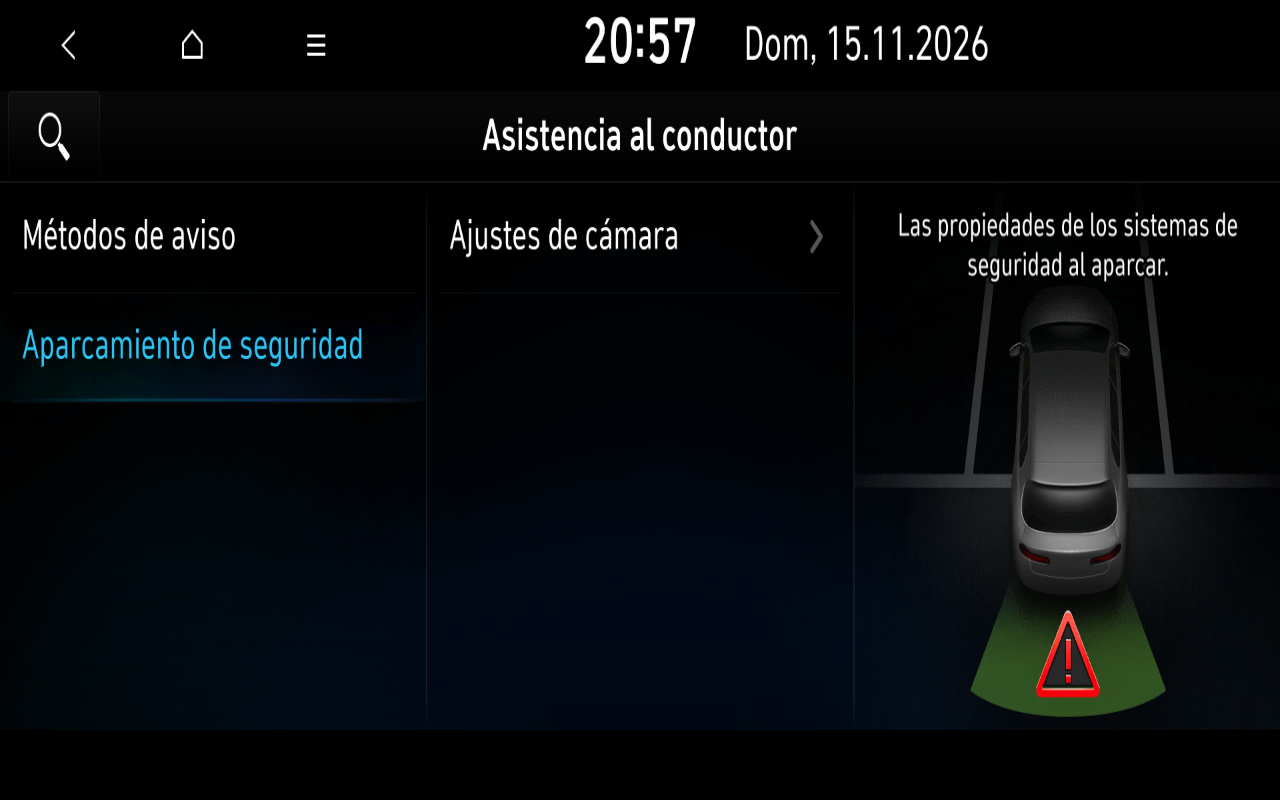 20:57 Dom, 15.11.2026
Asistencia al conductor
Métodos de aviso
Aparcamiento de seguridad
Ajustes de cámara
Las propiedades de los sistemas de
seguridad al aparcar.